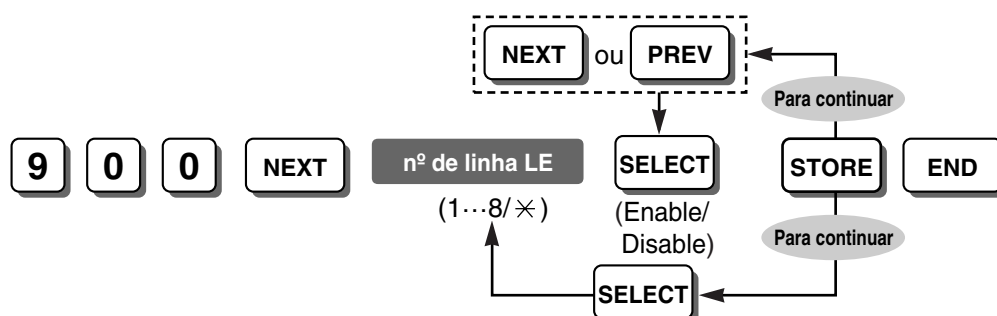 NEXT ou PREV
Para continuar
9 0 0 NEXT nº de linha LE SELECT STORE END
(1···8/✳) (Enable/
Disable)
Para continuar
SELECT